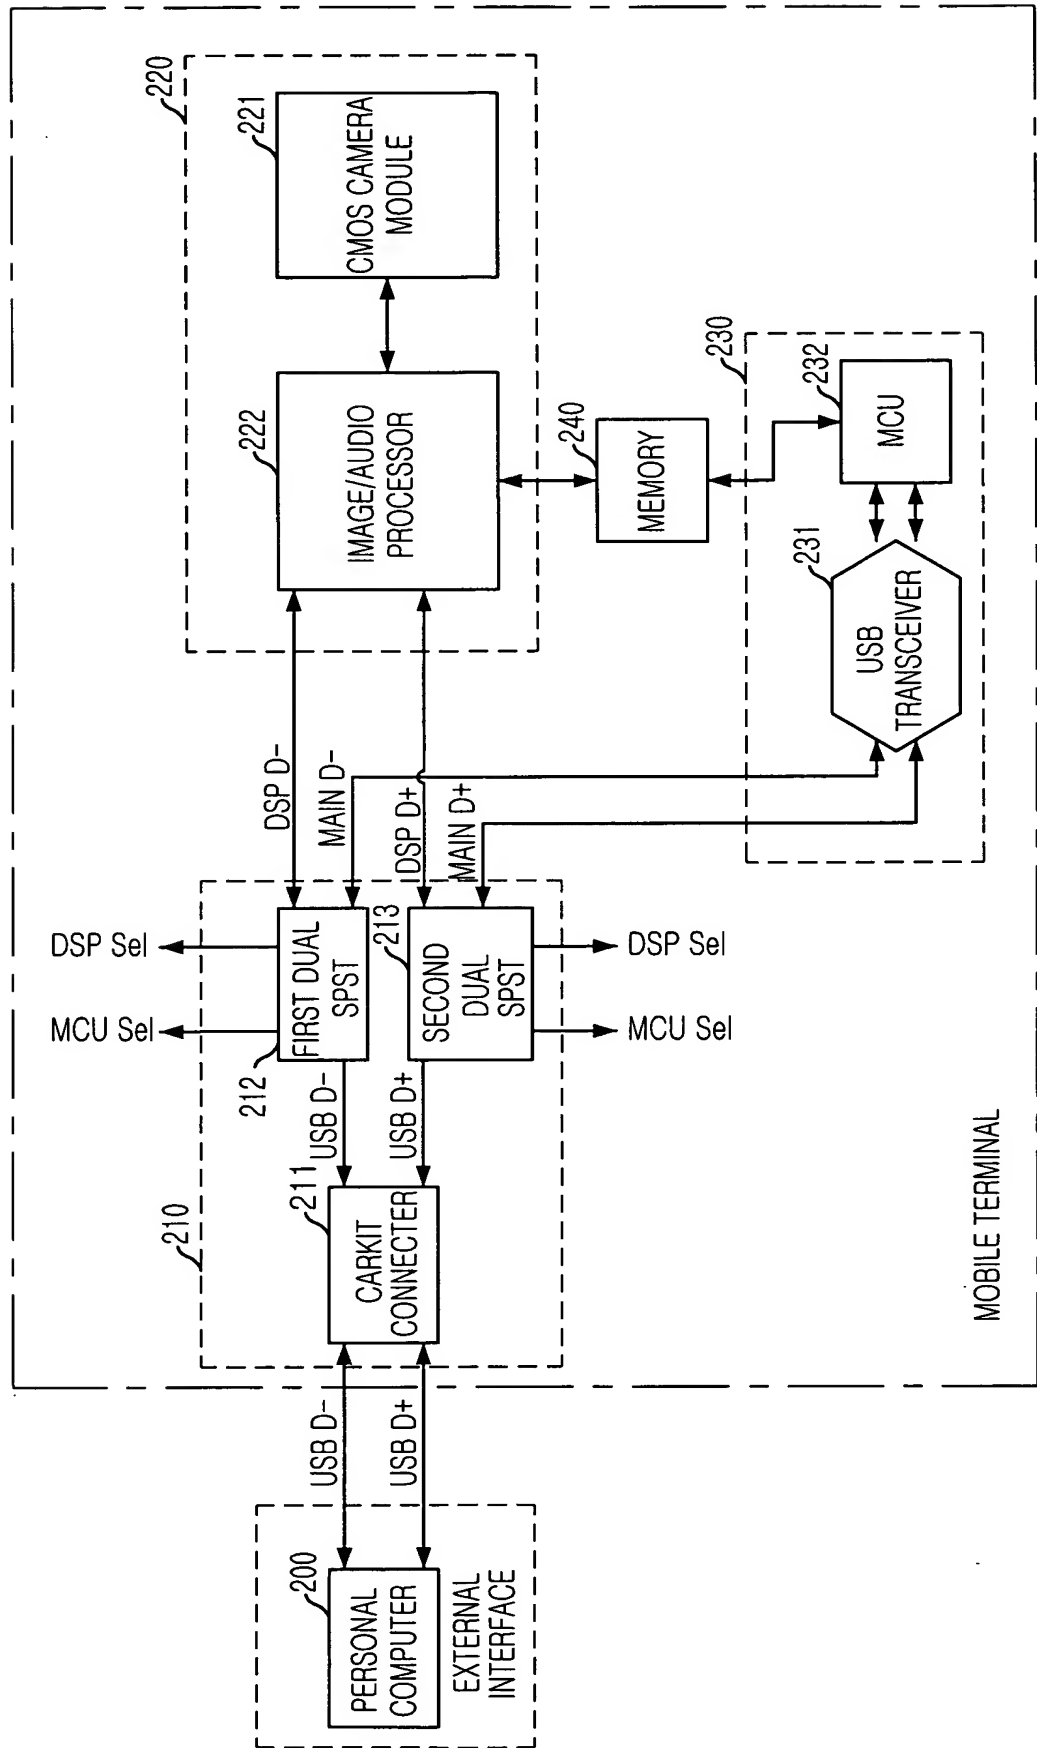 220
221
CMOS CAMERA
MODULE
222
IMAGE/AUDIO
PROCESSOR
240
MEMORY
230
232
MCU
231
USB
TRANSCEIVER
DSP D-
MAIN D-
DSP D+
MAIN D+
DSP Sel
MCU Sel
212
FIRST DUAL
SPST
213
SECOND
DUAL
SPST
DSP Sel
MCU Sel
USB D-
USB D+
210
211
CARKIT
CONNECTER
MOBILE TERMINAL
USB D-
USB D+
200
PERSONAL
COMPUTER
EXTERNAL
INTERFACE